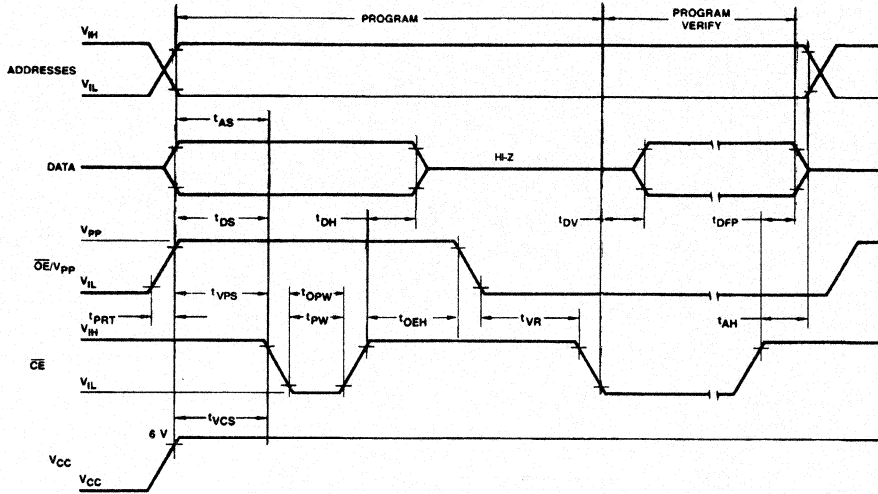 PROGRAM
PROGRAM
VERIFY
VIH
ADDRESSES
VIL
tAS
DATA
HI-Z
tDS
tDH
tDV
tDFP
VPP
OE/VPP
VIL
tVPS
tOPW
tPRT
tPW
tOEH
tVR
tAH
VIH
CE
VIL
tVCS
6 V
VCC
VCC